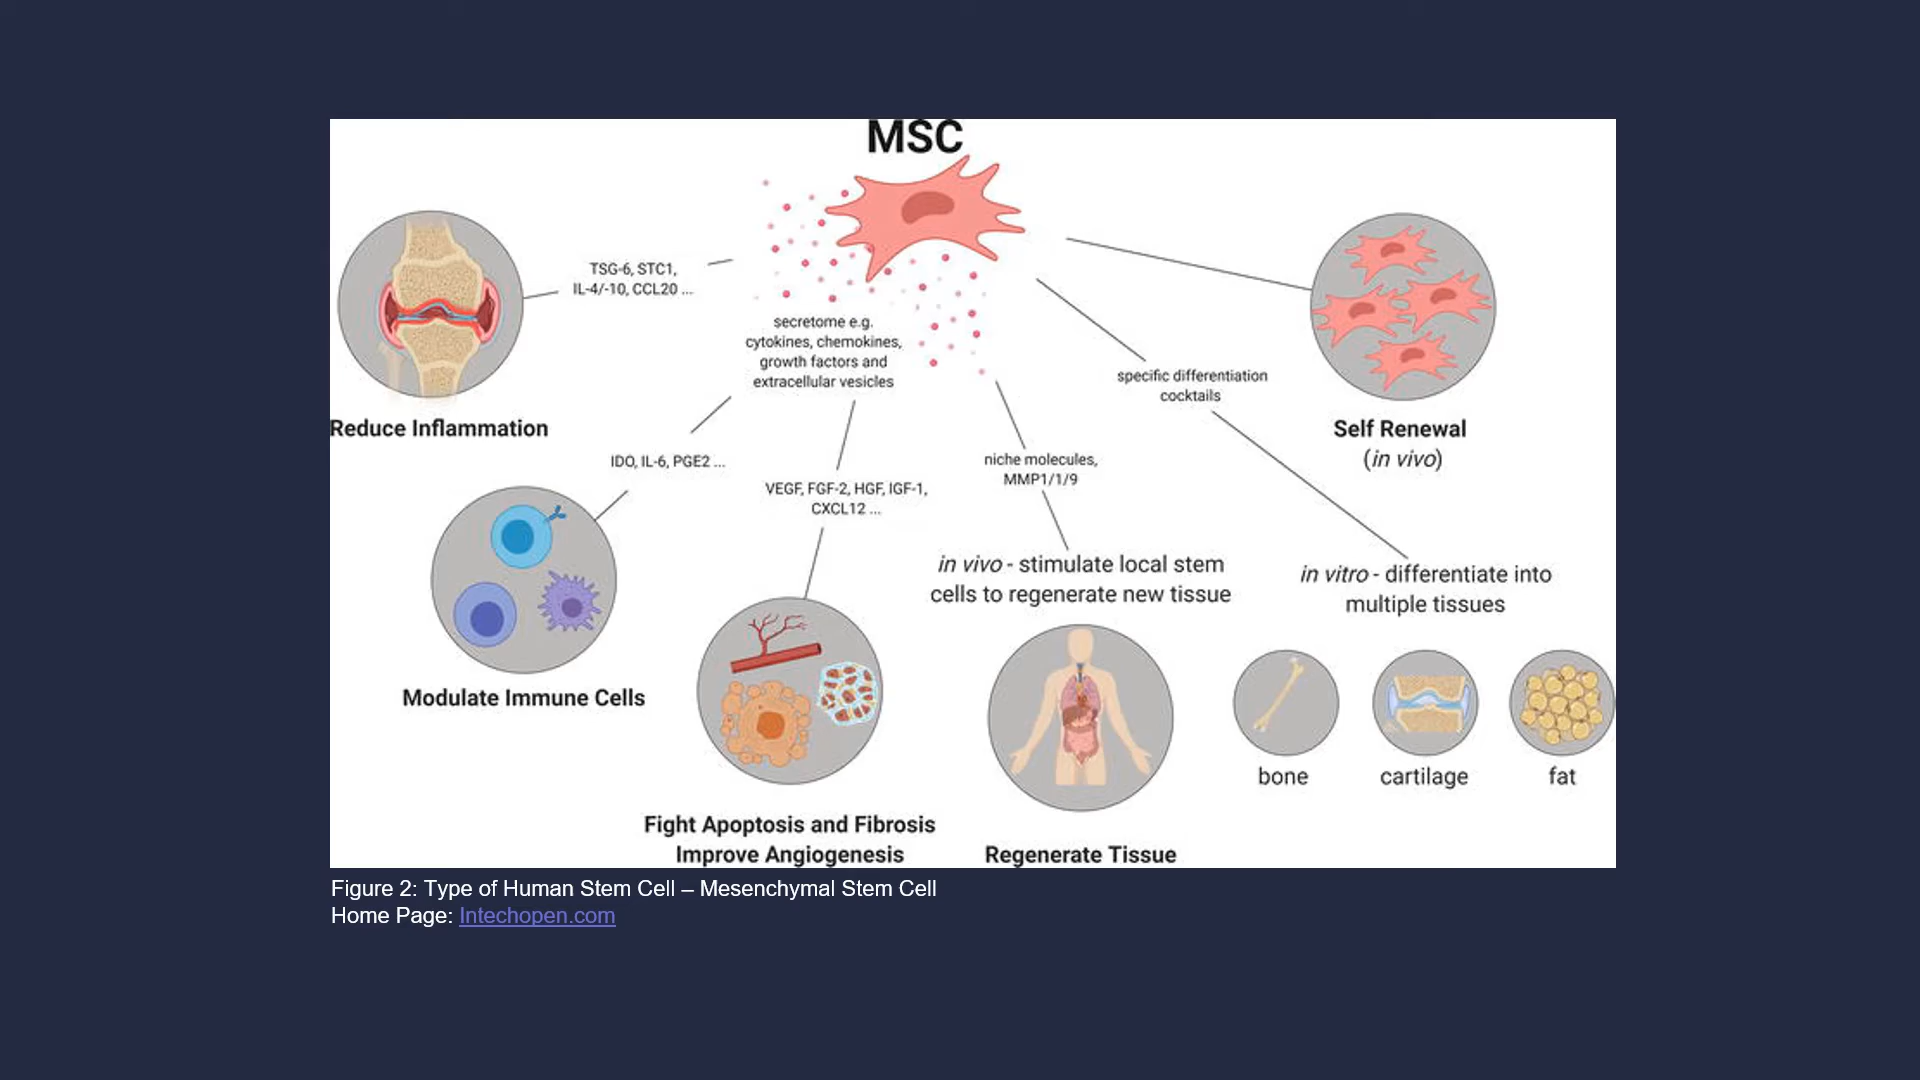 MSC
TSG-6, STC1,
IL-4/-10, CCL20 ...
secretome e.g.
cytokines, chemokines,
growth factors and
extracellular vesicles
specific differentiation
cocktails
Reduce Inflammation
Self Renewal
(in vivo)
IDO, IL-6, PGE2 ...
niche molecules,
MMP1/1/9
VEGF, FGF-2, HGF, IGF-1,
CXCL12 ...
in vivo - stimulate local stem
cells to regenerate new tissue
in vitro - differentiate into
multiple tissues
Modulate Immune Cells
bone
cartilage
fat
Fight Apoptosis and Fibrosis
Improve Angiogenesis
Regenerate Tissue
Figure 2: Type of Human Stem Cell – Mesenchymal Stem Cell
Home Page: Intechopen.com